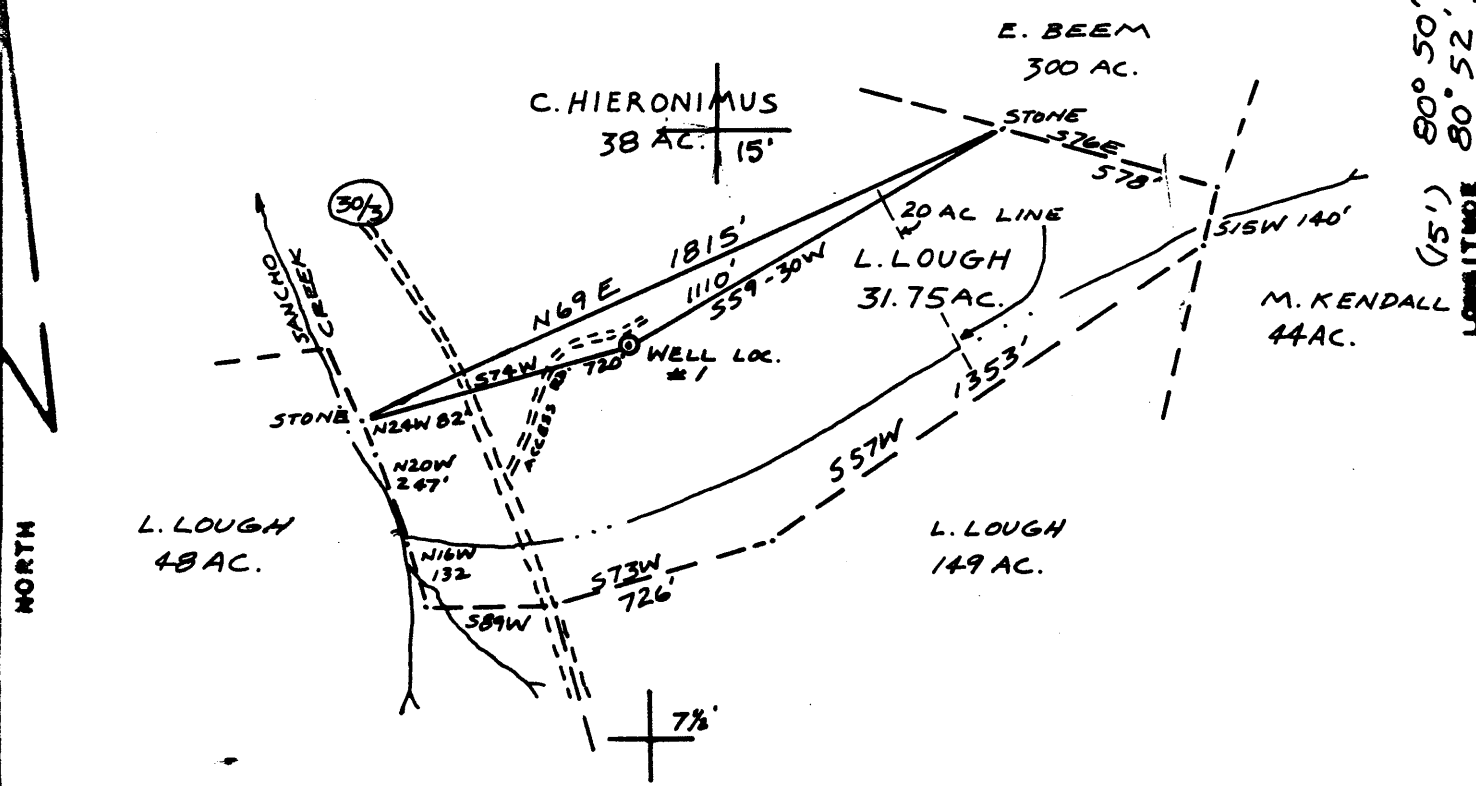 E. BEEM
300 AC.
80° 50'
80° 52'
(15')
LONGITUDE
C. HIERONIMUS
38 AC.
15'
STONE
S76E
578'
30/3
20 AC LINE
S15W 140'
1815'
N69E
1110'
S59-30W
L. LOUGH
31.75 AC.
SANCHO
CREEK
M. KENDALL
44 AC.
WELL LOC.
#1
S74W
720'
ACCESS RD.
1353'
STONE
N24W 82'
S57W
N20W
247'
L. LOUGH
48 AC.
L. LOUGH
149 AC.
NORTH
N16W
132
S73W
726'
S89W
7½'